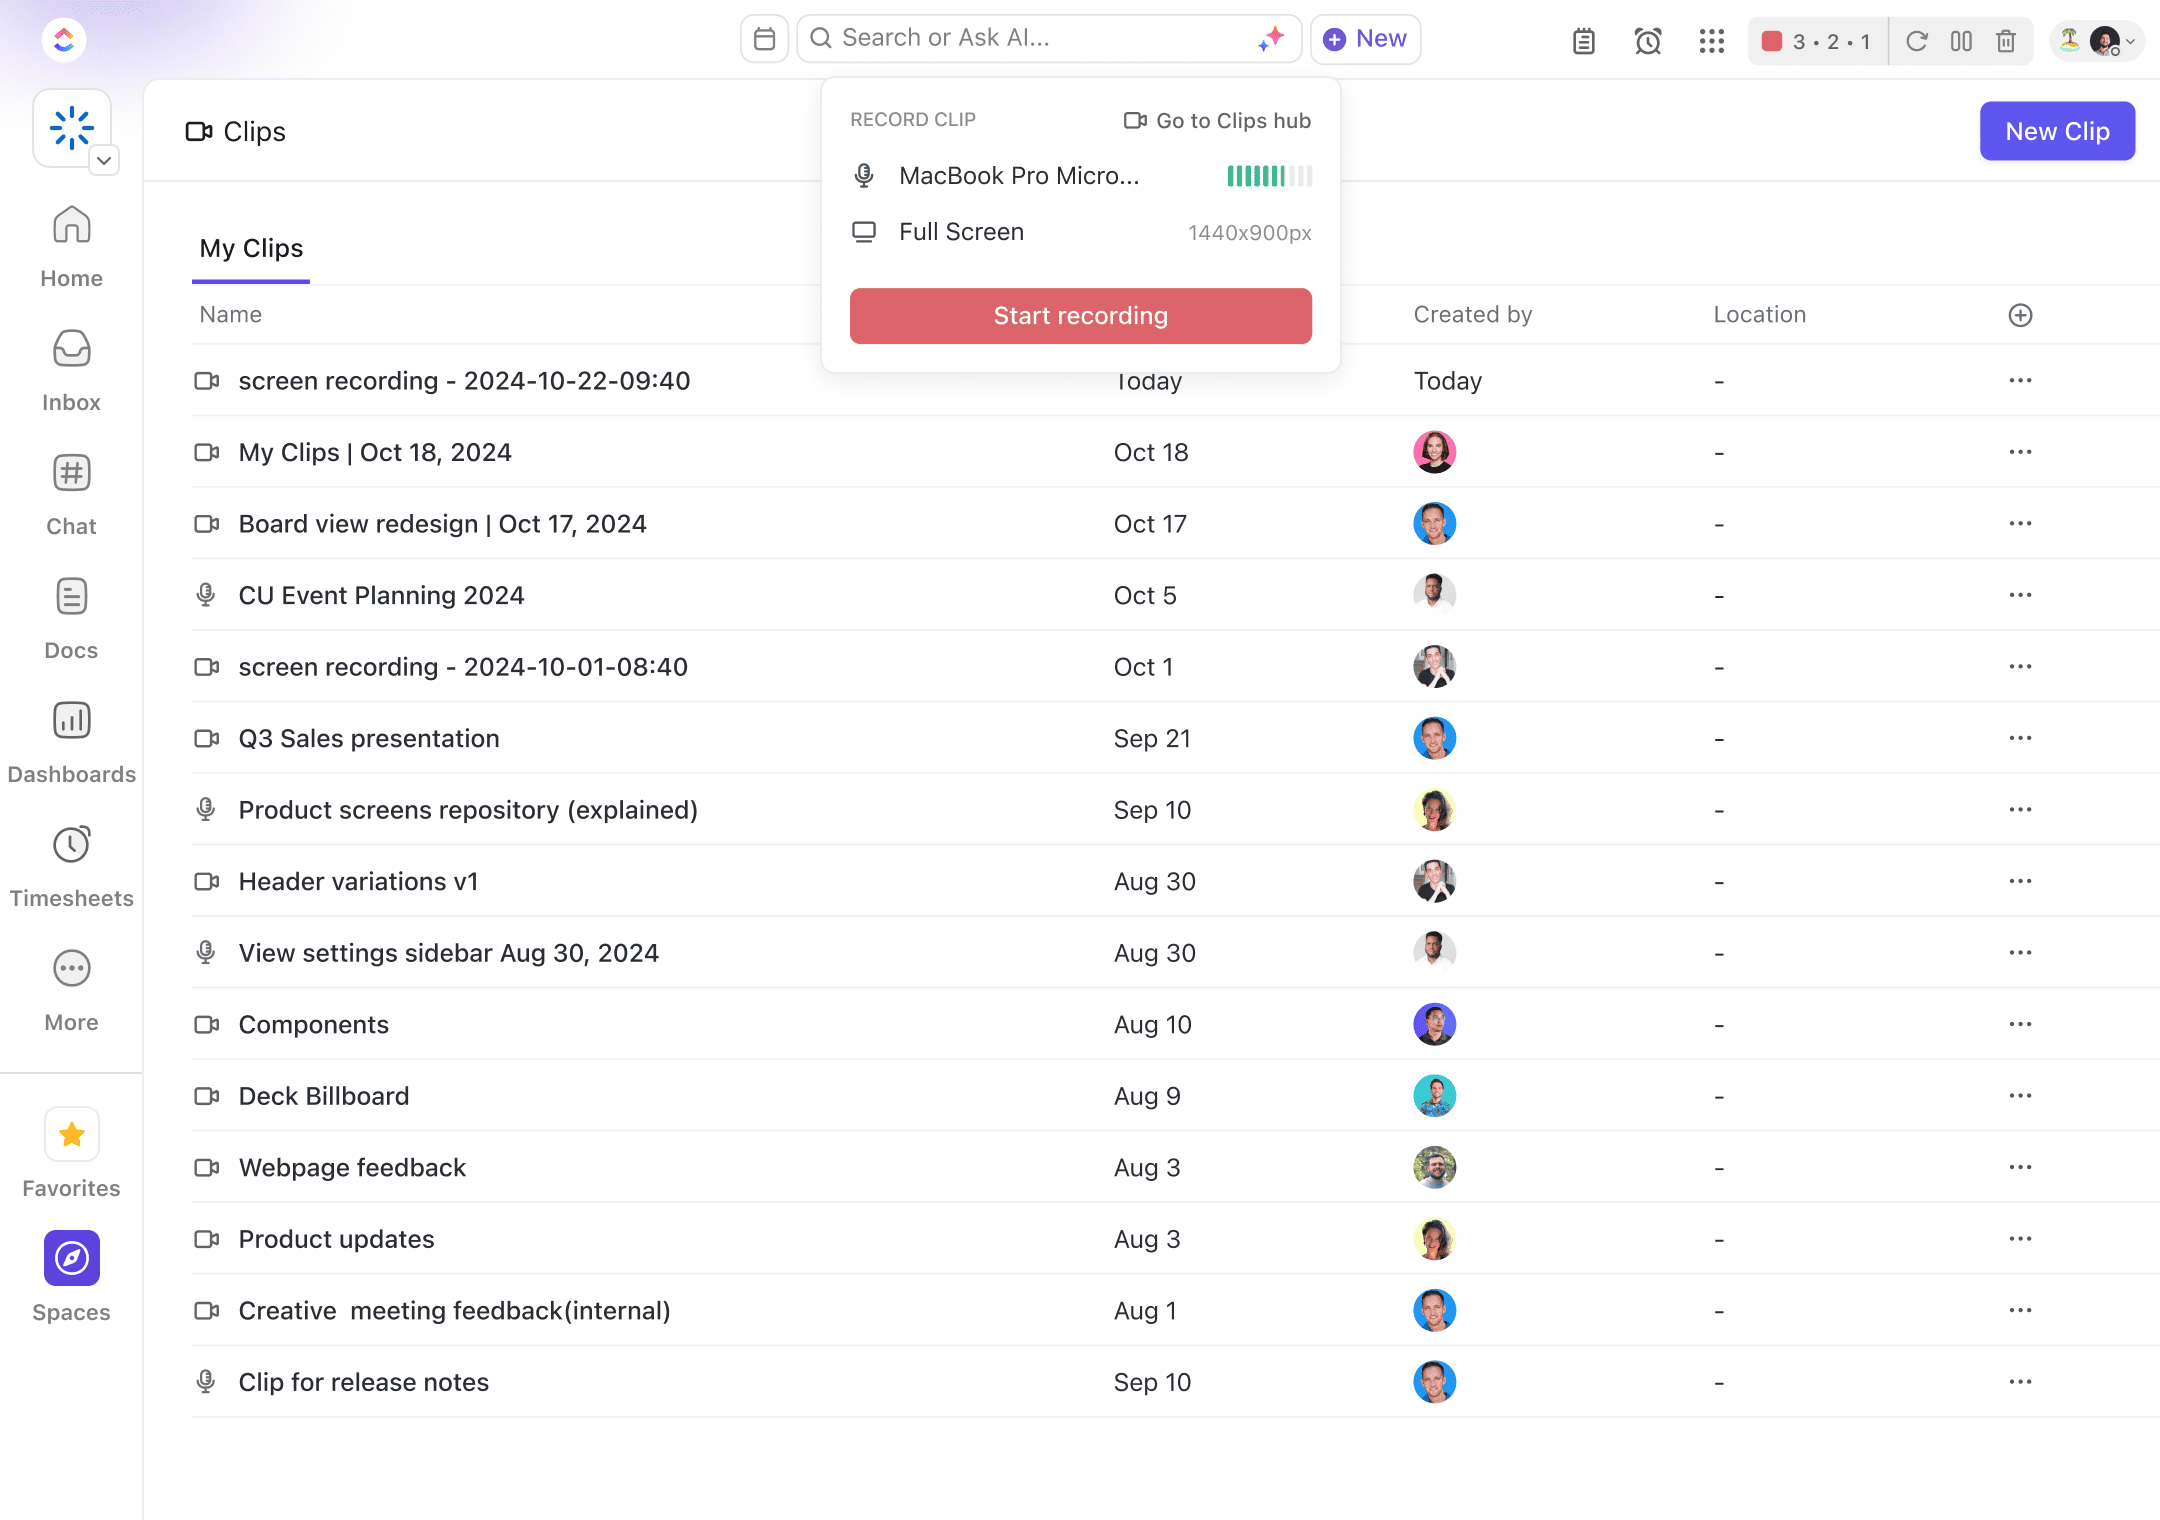 Search or Ask AI...
New
3 • 2 • 1
Clips
New Clip
RECORD CLIP
Go to Clips hub
MacBook Pro Micro...
Full Screen
1440x900px
Start recording
Home
Inbox
Chat
Docs
Dashboards
Timesheets
More
Favorites
Spaces
My Clips
Name
Created by
Location
screen recording - 2024-10-22-09:40
Today
Today
-
My Clips | Oct 18, 2024
Oct 18
-
Board view redesign | Oct 17, 2024
Oct 17
-
CU Event Planning 2024
Oct 5
-
screen recording - 2024-10-01-08:40
Oct 1
-
Q3 Sales presentation
Sep 21
-
Product screens repository (explained)
Sep 10
-
Header variations v1
Aug 30
-
View settings sidebar Aug 30, 2024
Aug 30
-
Components
Aug 10
-
Deck Billboard
Aug 9
-
Webpage feedback
Aug 3
-
Product updates
Aug 3
-
Creative  meeting feedback(internal)
Aug 1
-
Clip for release notes
Sep 10
-